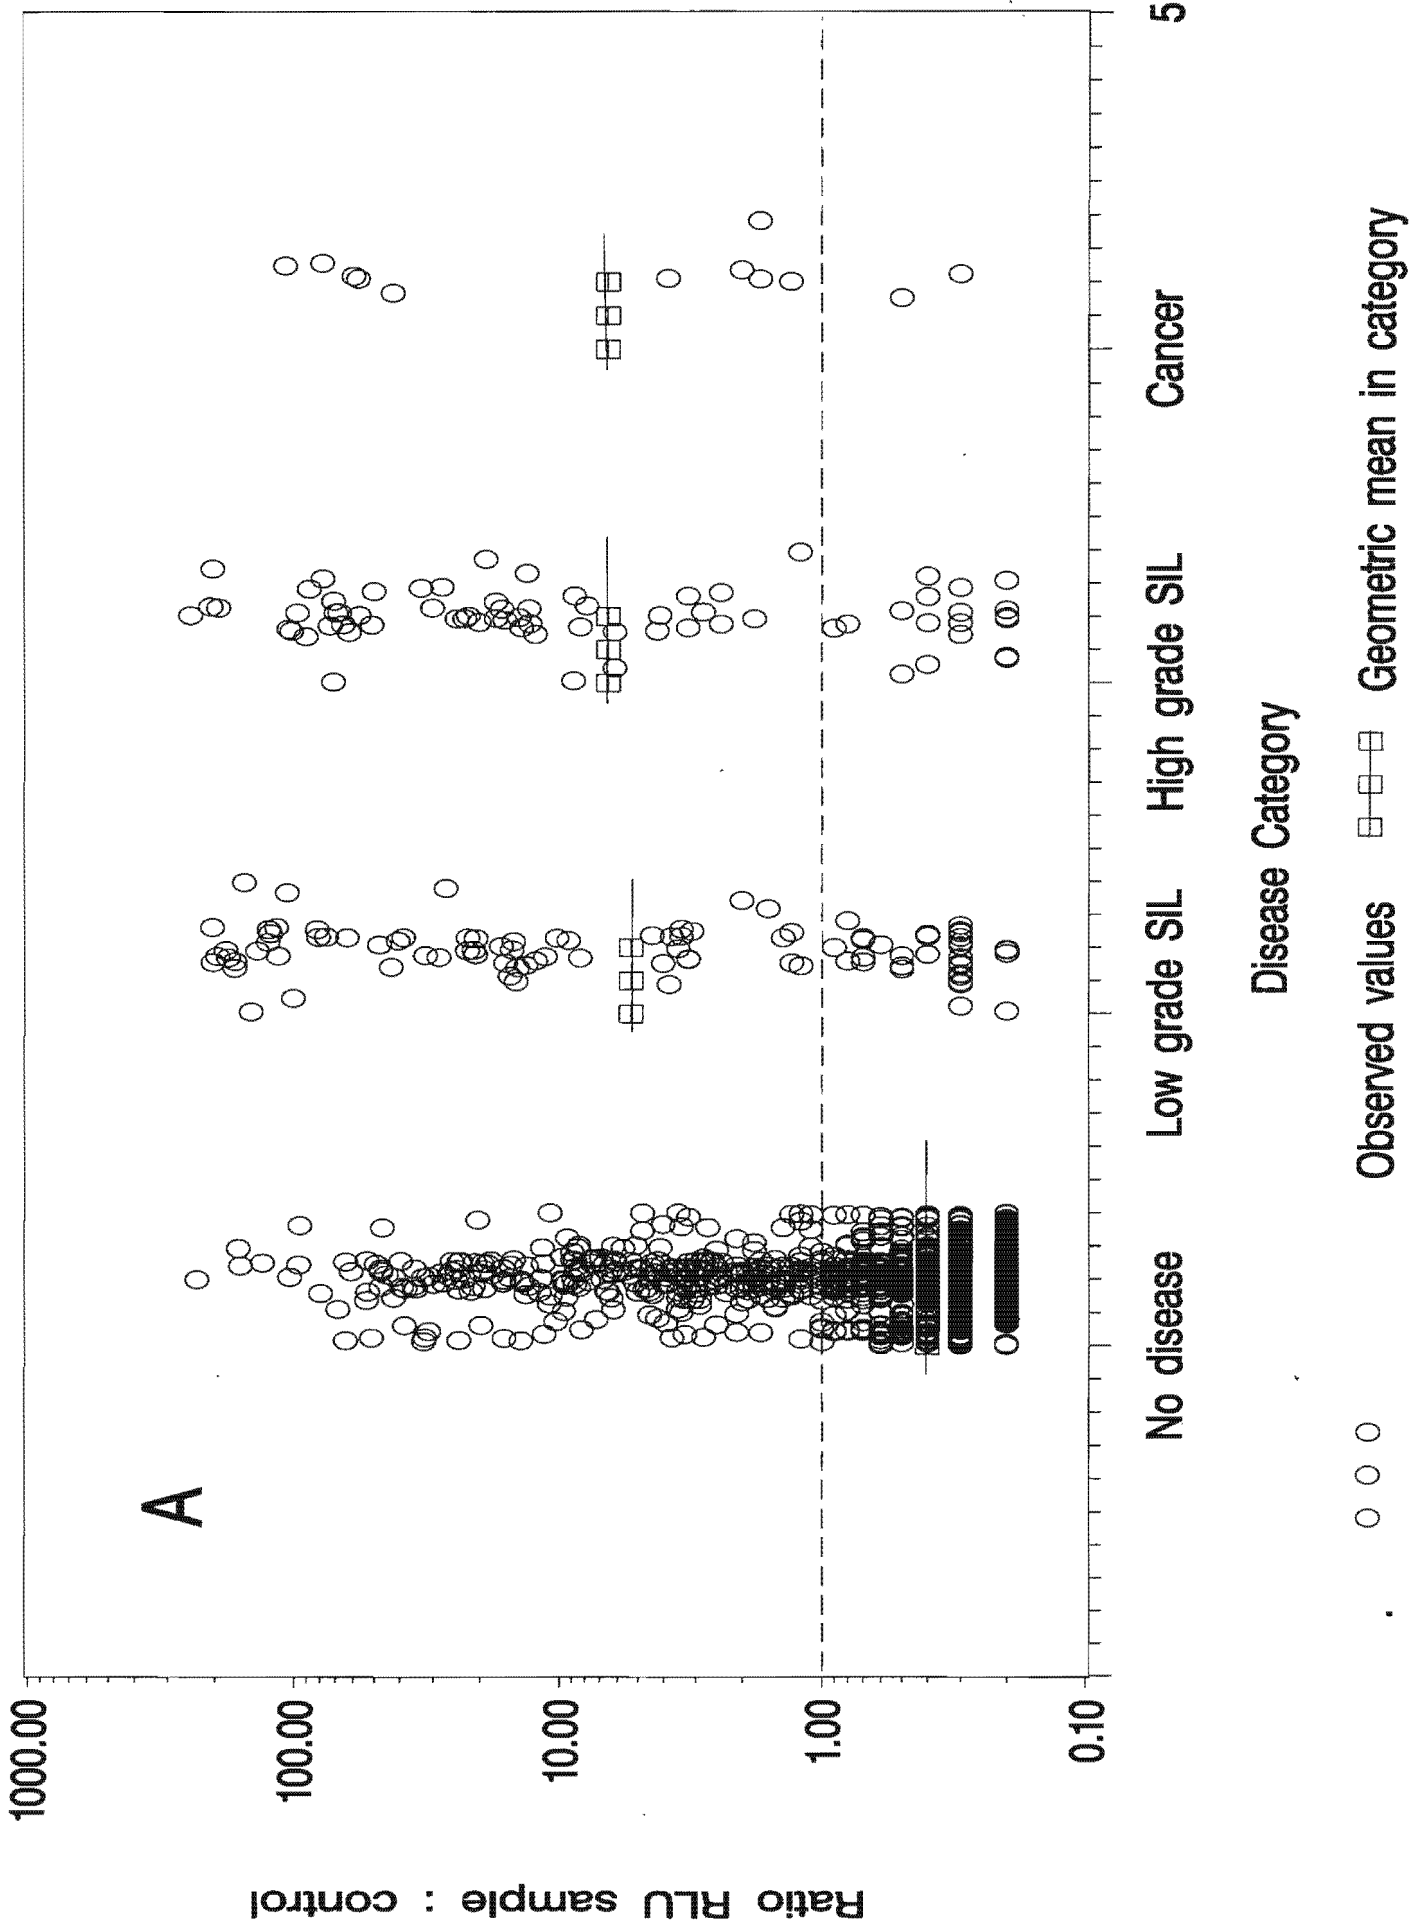 A
1000.00
100.00
10.00
1.00
0.10
Ratio RLU sample : control
No disease
Low grade SIL
High grade SIL
Cancer
5
Disease Category
Observed values
Geometric mean in category